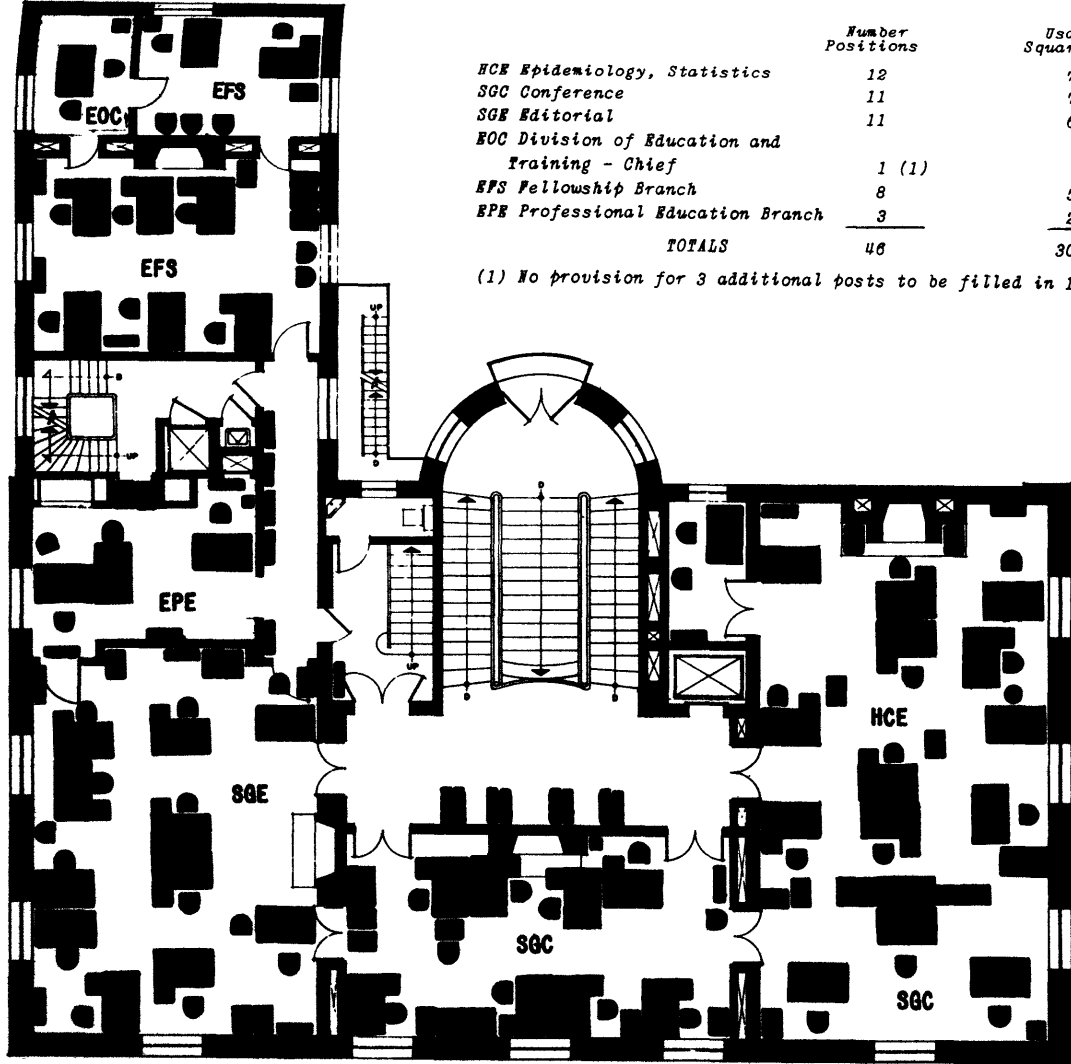 Number
Positions
HCE Epidemiology, Statistics 12
SGC Conference 11
SGE Editorial 11
EOC Division of Education and
Training - Chief 1 (1)
EFS Fellowship Branch 8
EPE Professional Education Branch 3
TOTALS 46
(1) No provision for 3 additional posts to be filled in 1
EFS
EOC
EFS
UP
D
UP
D
D
EPE
UP
D
D
HCE
SGE
SGC
SGC